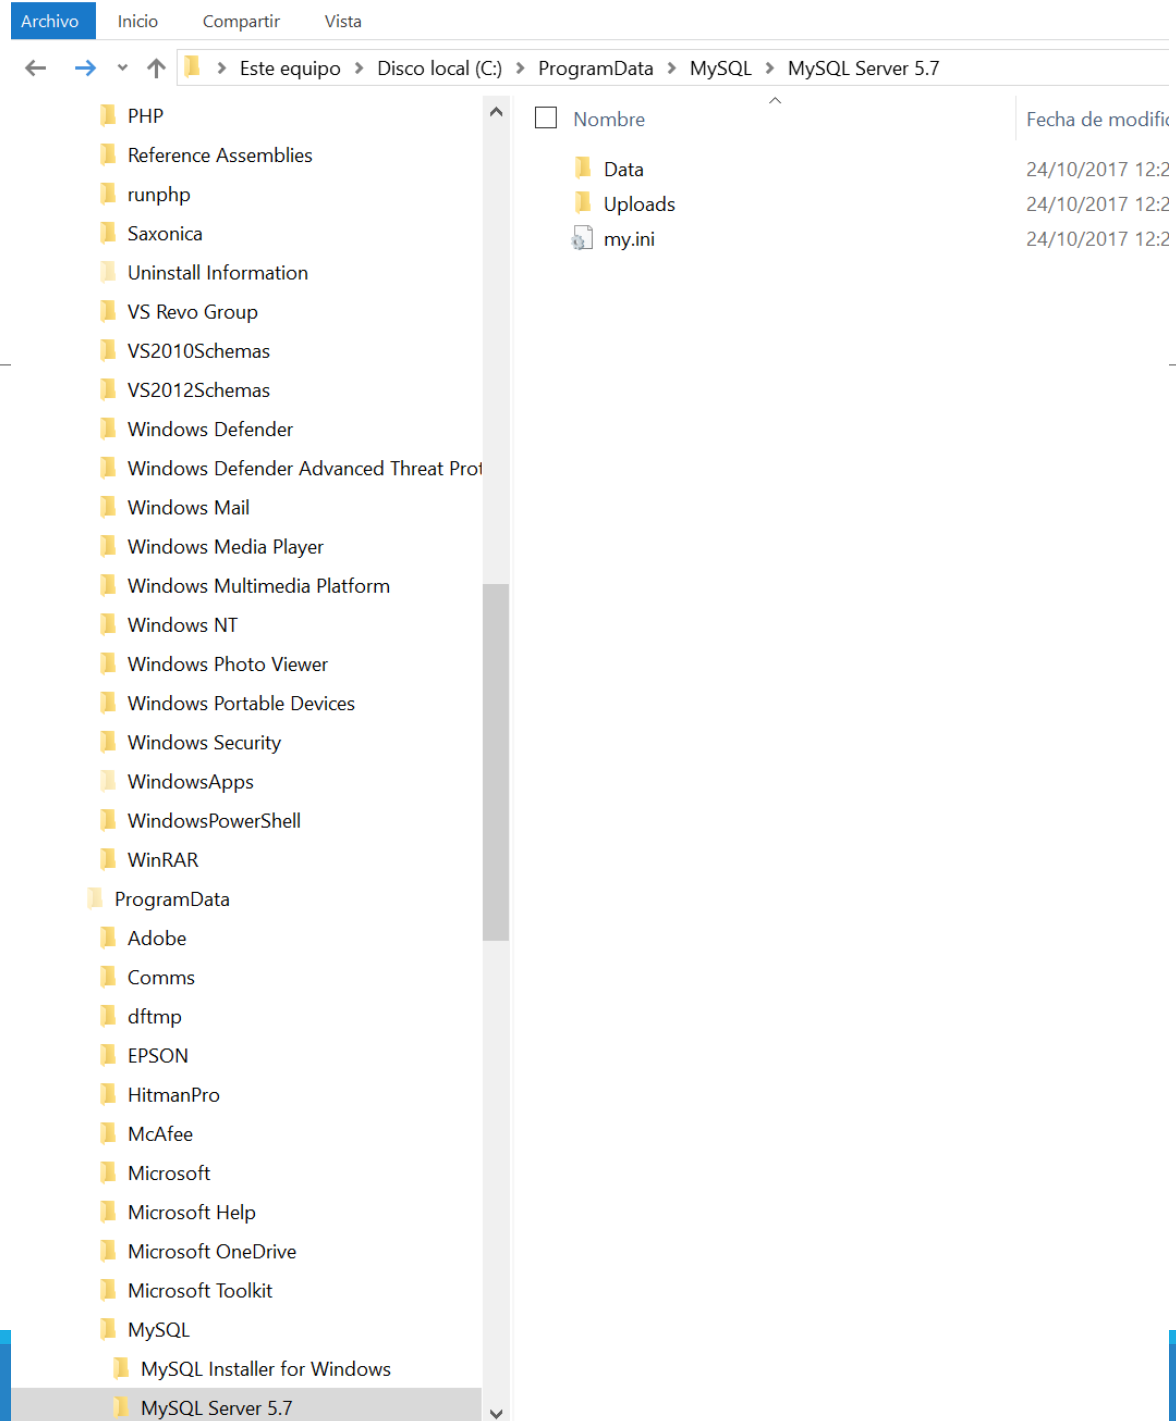 Archivo Inicio Compartir Vista
Este equipo > Disco local (C:) > ProgramData > MySQL > MySQL Server 5.7
PHP
Reference Assemblies
runphp
Saxonica
Uninstall Information
VS Revo Group
VS2010Schemas
VS2012Schemas
Windows Defender
Windows Defender Advanced Threat Prot
Windows Mail
Windows Media Player
Windows Multimedia Platform
Windows NT
Windows Photo Viewer
Windows Portable Devices
Windows Security
WindowsApps
WindowsPowerShell
WinRAR
ProgramData
Adobe
Comms
dftmp
EPSON
HitmanPro
McAfee
Microsoft
Microsoft Help
Microsoft OneDrive
Microsoft Toolkit
MySQL
MySQL Installer for Windows
MySQL Server 5.7
Nombre Fecha de modific
Data 24/10/2017 12:2
Uploads 24/10/2017 12:2
my.ini 24/10/2017 12:2